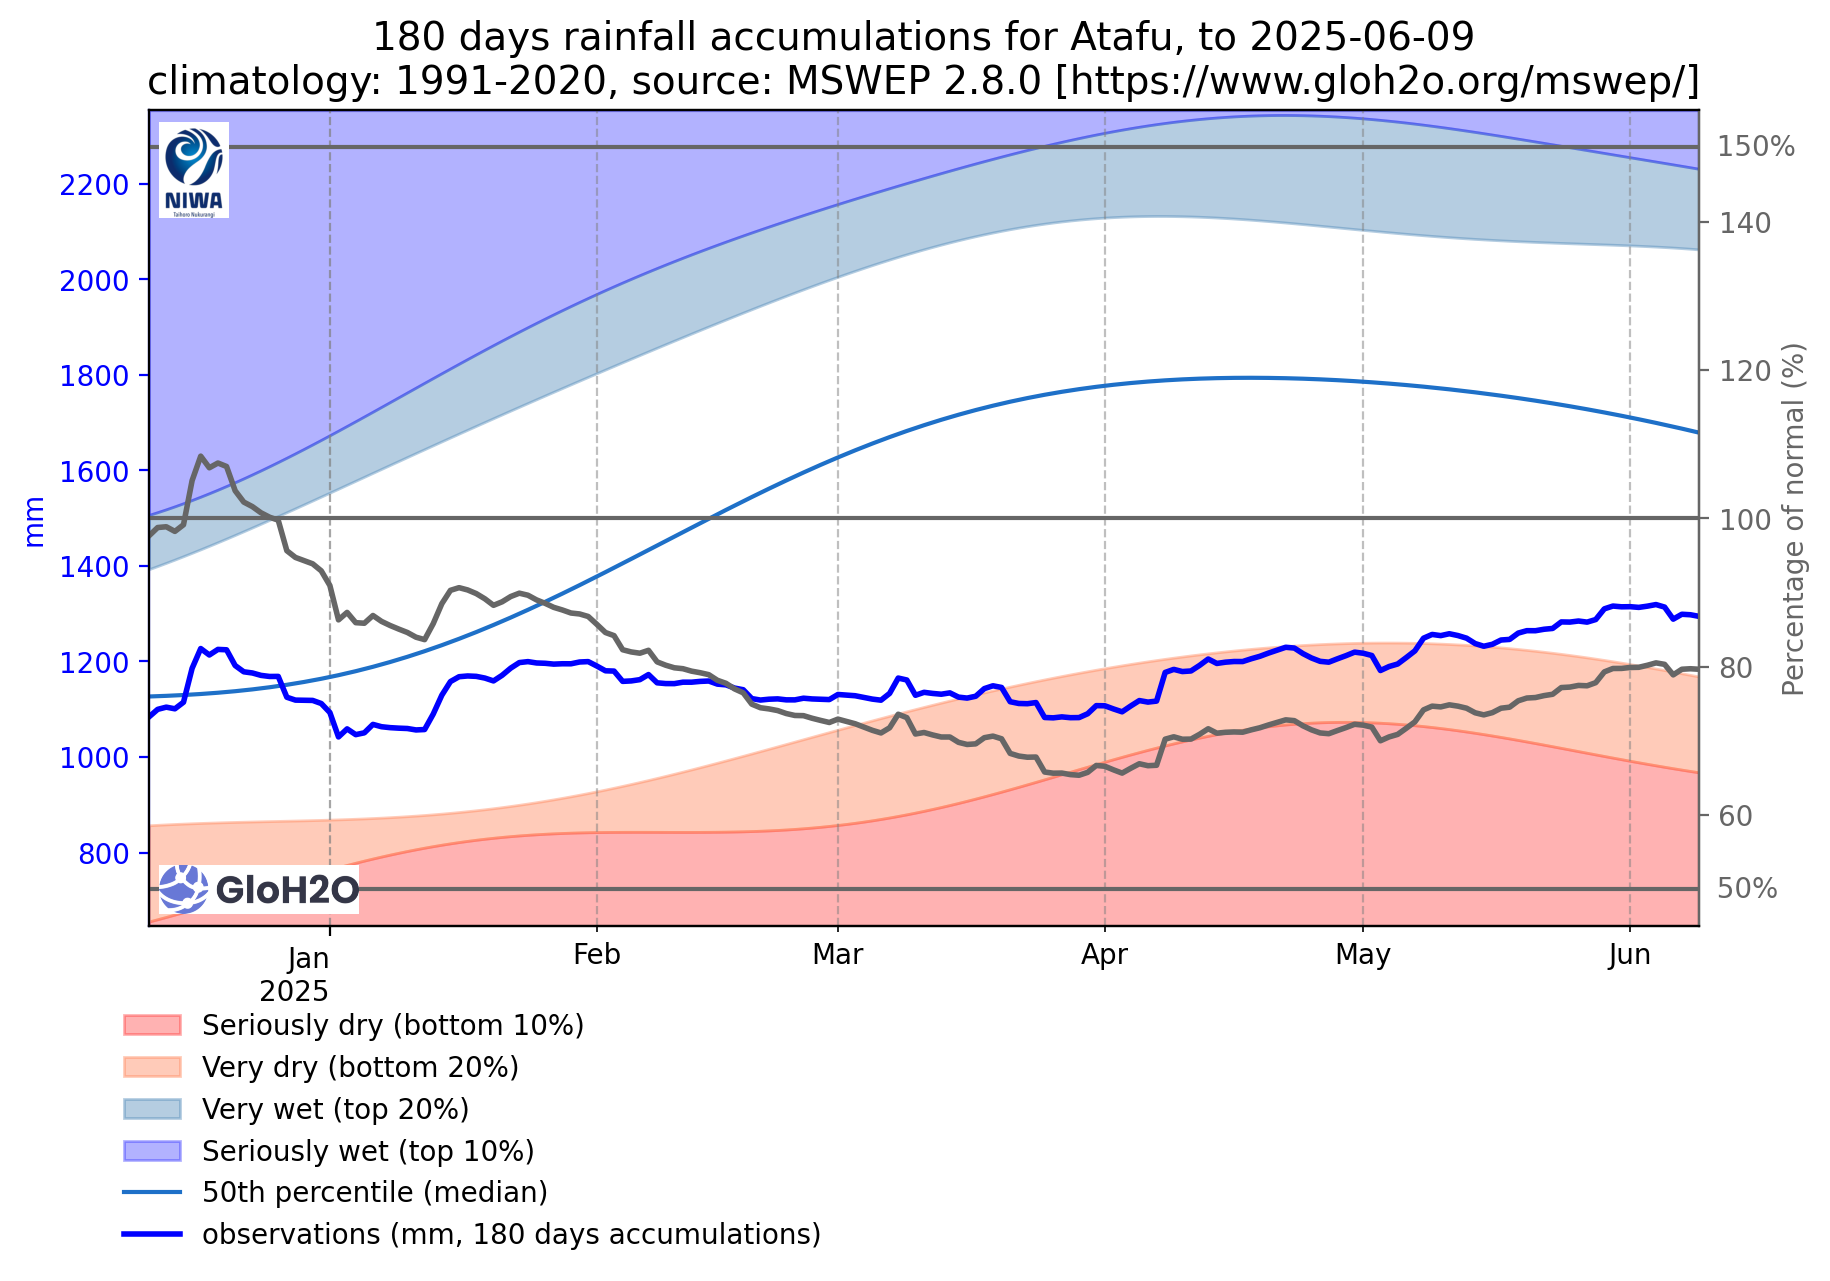 180 days rainfall accumulations for Atafu, to 2025-06-09
climatology: 1991-2020, source: MSWEP 2.8.0 [https://www.gloh2o.org/mswep/]
NIWA
Taihoro Nukurangi
mm
2200
2000
1800
1600
1400
1200
1000
800
150%
140
120
100
80
60
50%
Percentage of normal (%)
GloH2O
Jan
2025
Feb
Mar
Apr
May
Jun
Seriously dry (bottom 10%)
Very dry (bottom 20%)
Very wet (top 20%)
Seriously wet (top 10%)
50th percentile (median)
observations (mm, 180 days accumulations)